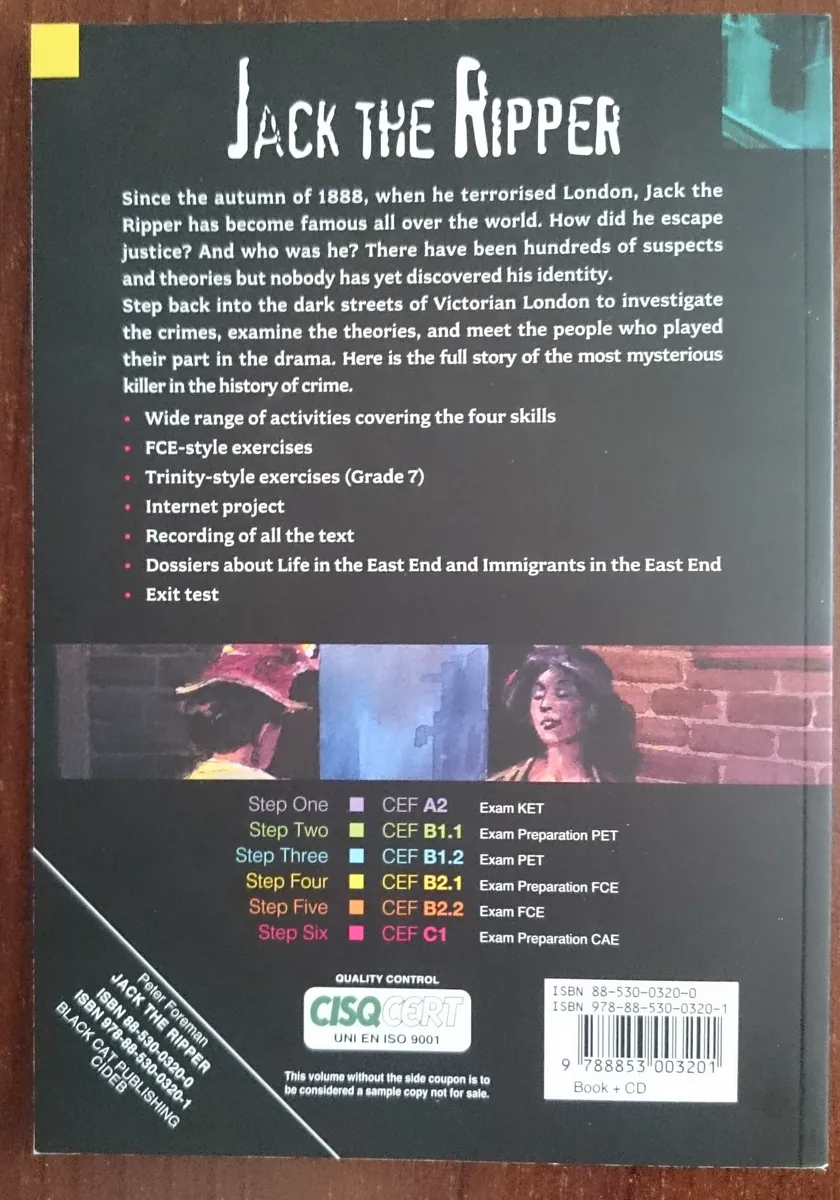 JACK THE RIPPER
Since the autumn of 1888, when he terrorised London, Jack the
Ripper has become famous all over the world. How did he escape
justice? And who was he? There have been hundreds of suspects
and theories but nobody has yet discovered his identity.
Step back into the dark streets of Victorian London to investigate
the crimes, examine the theories, and meet the people who played
their part in the drama. Here is the full story of the most mysterious
killer in the history of crime.
• Wide range of activities covering the four skills
• FCE-style exercises
• Trinity-style exercises (Grade 7)
• Internet project
• Recording of all the text
• Dossiers about Life in the East End and Immigrants in the East End
• Exit test
Step One CEF A2 Exam KET
Step Two CEF B1.1 Exam Preparation PET
Step Three CEF B1.2 Exam PET
Step Four CEF B2.1 Exam Preparation FCE
Step Five CEF B2.2 Exam FCE
Step Six CEF C1 Exam Preparation CAE
Peter Foreman
JACK THE RIPPER
ISBN 88-530-0320-0
ISBN 978-88-530-0320-1
BLACK CAT PUBLISHING
CIDEB
QUALITY CONTROL
CISQCERT
UNI EN ISO 9001
This volume without the side coupon is to
be considered a sample copy not for sale.
ISBN 88-530-0320-0
ISBN 978-88-530-0320-1
9 788853 003201
Book + CD